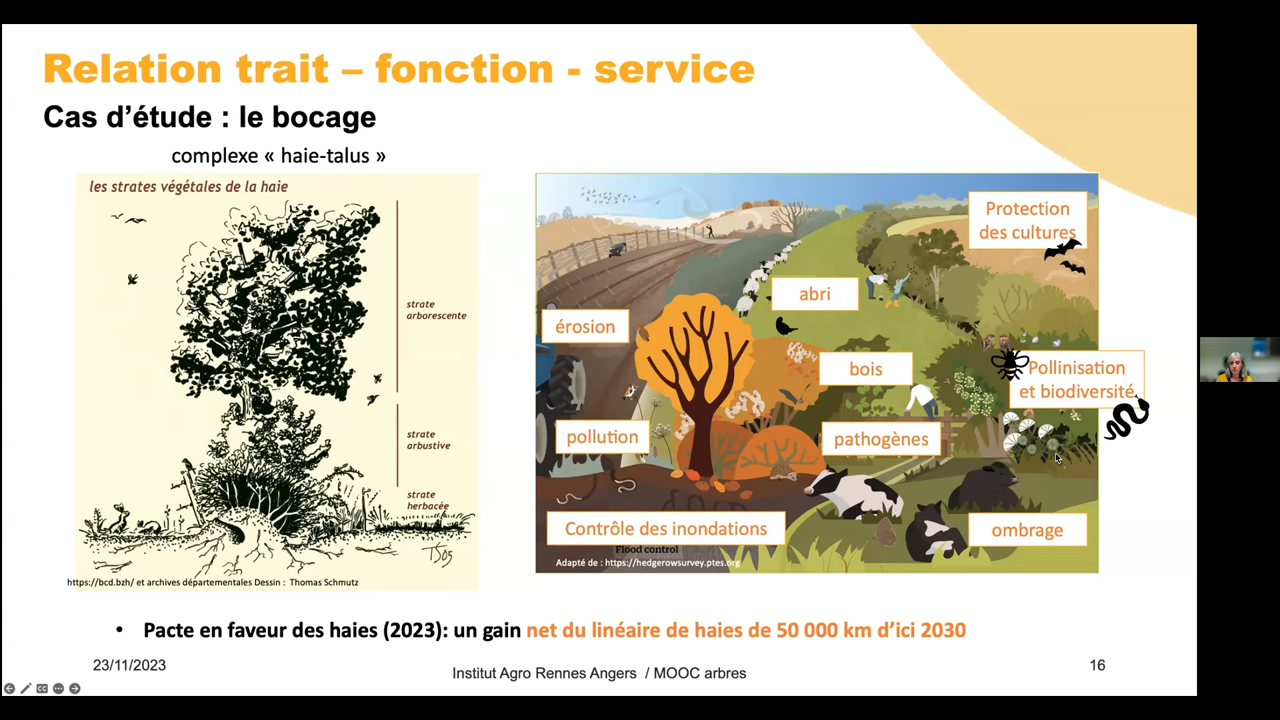 Relation trait – fonction - service
Cas d’étude : le bocage
complexe « haie-talus »
les strates végétales de la haie
strate
arborescente
strate
arbustive
strate
herbacée
TS05
https://bcd.bzh/ et archives départementales Dessin : Thomas Schmutz
Protection
des cultures
abri
érosion
bois
Pollinisation
et biodiversité
pollution
pathogènes
Contrôle des inondations
ombrage
Flood control
Adapté de : https://hedgerowsurvey.ptes.org
• Pacte en faveur des haies (2023): un gain net du linéaire de haies de 50 000 km d’ici 2030
23/11/2023
Institut Agro Rennes Angers / MOOC arbres
16